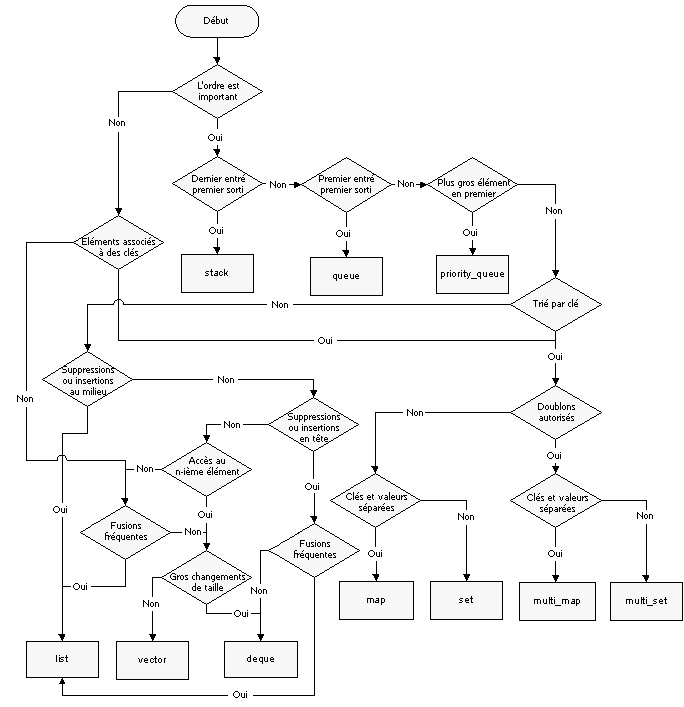 Début
L'ordre est
important
Non
Oui
Dernier entré
premier sorti
Non
Premier entré
premier sorti
Non
Plus gros élément
en premier
Non
Oui
Oui
Oui
Eléments associés
à des clés
stack
queue
priority_queue
Non
Trié par clé
Oui
Oui
Suppressions
ou insertions
au milieu
Non
Non
Suppressions
ou insertions
en tête
Non
Non
Doublons
autorisés
Accès au
n-ième élément
Non
Oui
Oui
Oui
Oui
Clés et valeurs
séparées
Non
Clés et valeurs
séparées
Non
Fusions
fréquentes
Non
Fusions
fréquentes
Oui
Oui
Gros changements
de taille
Oui
Non
Non
Oui
map
set
multi_map
multi_set
list
vector
deque
Oui